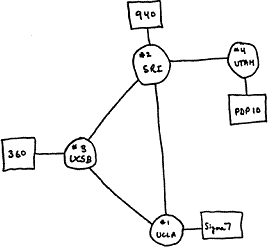 940
#2
SRI
#4
UTAH
PDP 10
360
#3
UCSB
#1
UCLA
Sigma 7